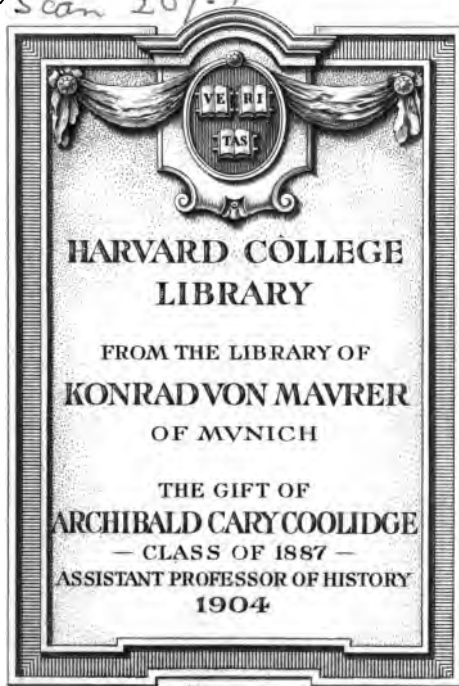 Scan
VE RI
TAS
HARVARD COLLEGE
LIBRARY
FROM THE LIBRARY OF
KONRAD VON MAVRER
OF MVNICH
THE GIFT OF
ARCHIBALD CARY COOLIDGE
— CLASS OF 1887 —
ASSISTANT PROFESSOR OF HISTORY
1904